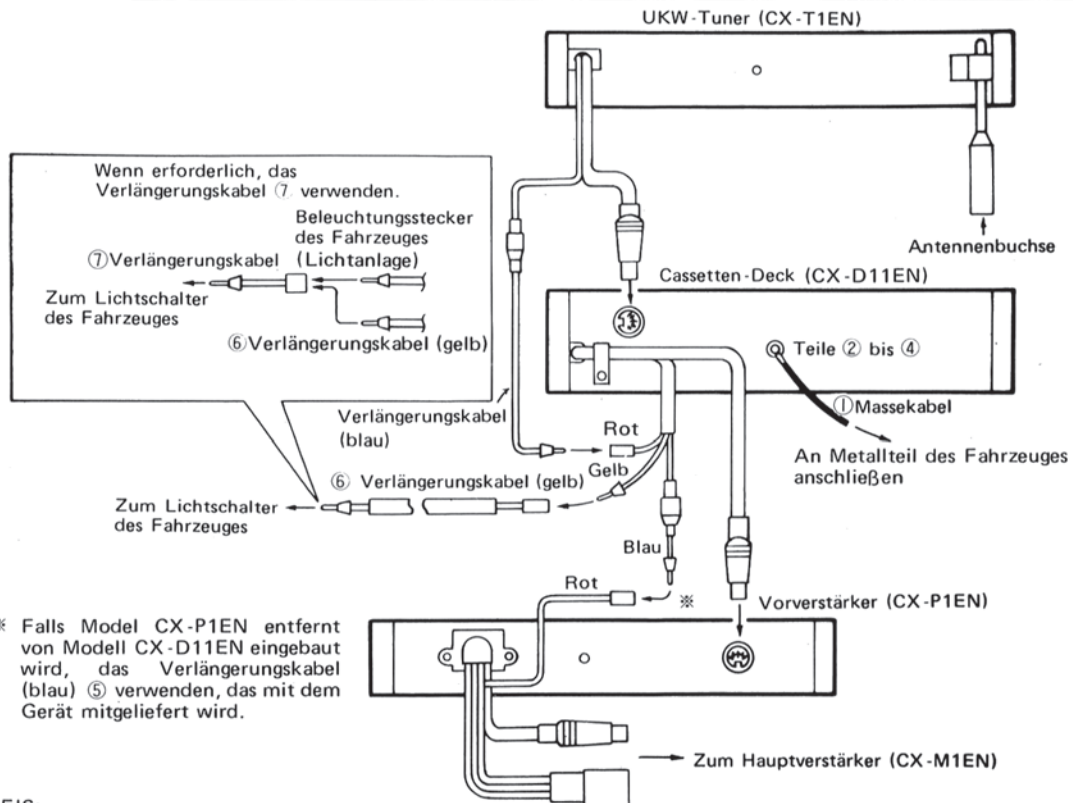 UKW-Tuner (CX-T1EN)
Wenn erforderlich, das
Verlängerungskabel ⑦ verwenden.
Beleuchtungsstecker
des Fahrzeuges
(Lichtanlage)
⑦Verlängerungskabel
Zum Lichtschalter
des Fahrzeuges
⑥Verlängerungskabel (gelb)
Antennenbuchse
Cassetten-Deck (CX-D11EN)
Teile ② bis ④
①Massekabel
An Metallteil des Fahrzeuges
anschließen
Verlängerungskabel
(blau)
Rot
Gelb
⑥ Verlängerungskabel (gelb)
Zum Lichtschalter
des Fahrzeuges
Blau
Rot
※
Vorverstärker (CX-P1EN)
※ Falls Model CX-P1EN entfernt
von Modell CX-D11EN eingebaut
wird, das Verlängerungskabel
(blau) ⑤ verwenden, das mit dem
Gerät mitgeliefert wird.
Zum Hauptverstärker (CX-M1EN)